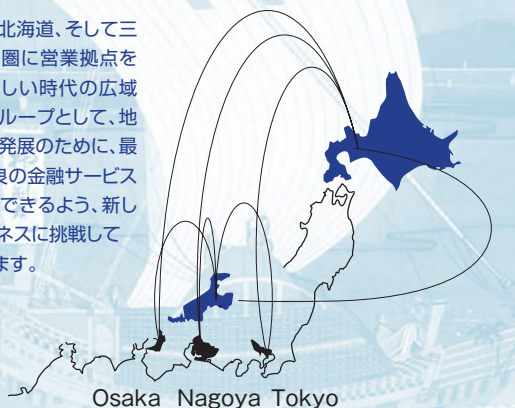 北海道、そして三
圏に営業拠点を
しい時代の広域
ループとして、地
発展のために、最
良の金融サービス
できるよう、新し
ネスに挑戦して
ます。
Osaka Nagoya Tokyo